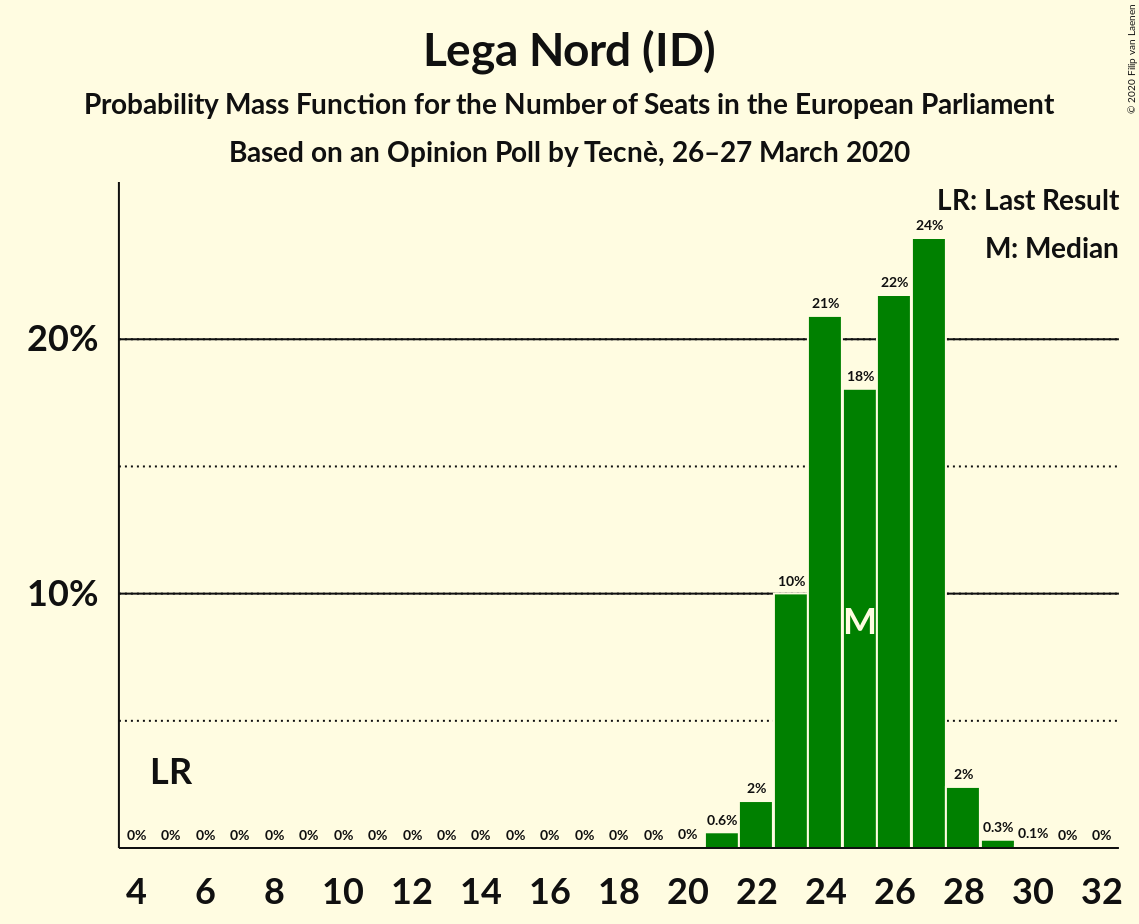 © 2020 Filip van Laenen
Lega Nord (ID)
Probability Mass Function for the Number of Seats in the European Parliament
Based on an Opinion Poll by Tecnè, 26–27 March 2020
LR: Last Result
M: Median
24%
22%
21%
20%
18%
10%
10%
M
LR
2%
2%
0.6%
0.3%
0% 0% 0% 0% 0% 0% 0% 0% 0% 0% 0% 0% 0% 0% 0% 0% 0% 0.1% 0% 0%
4 6 8 10 12 14 16 18 20 22 24 26 28 30 32